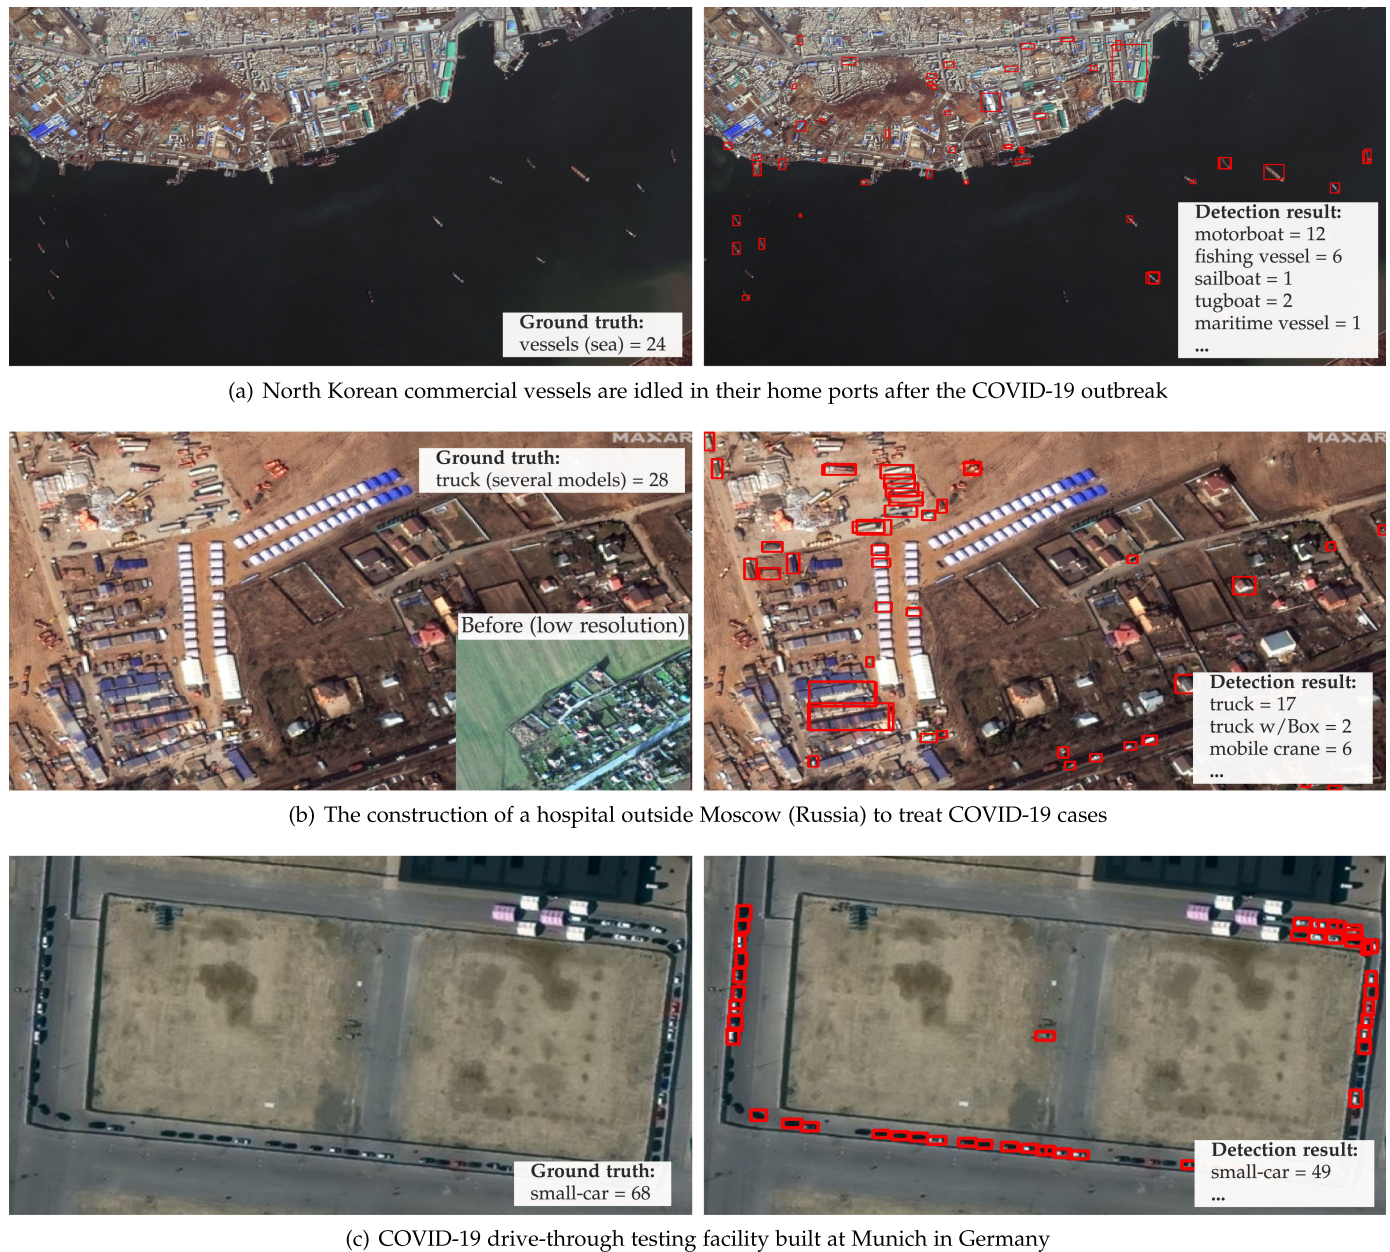 Ground truth:
vessels (sea) = 24
Detection result:
motorboat = 12
fishing vessel = 6
sailboat = 1
tugboat = 2
maritime vessel = 1
...
(a) North Korean commercial vessels are idled in their home ports after the COVID-19 outbreak
MAXAR
Ground truth:
truck (several models) = 28
Before (low resolution)
MAXAR
Detection result:
truck = 17
truck w/Box = 2
mobile crane = 6
...
(b) The construction of a hospital outside Moscow (Russia) to treat COVID-19 cases
Ground truth:
small-car = 68
Detection result:
small-car = 49
...
(c) COVID-19 drive-through testing facility built at Munich in Germany